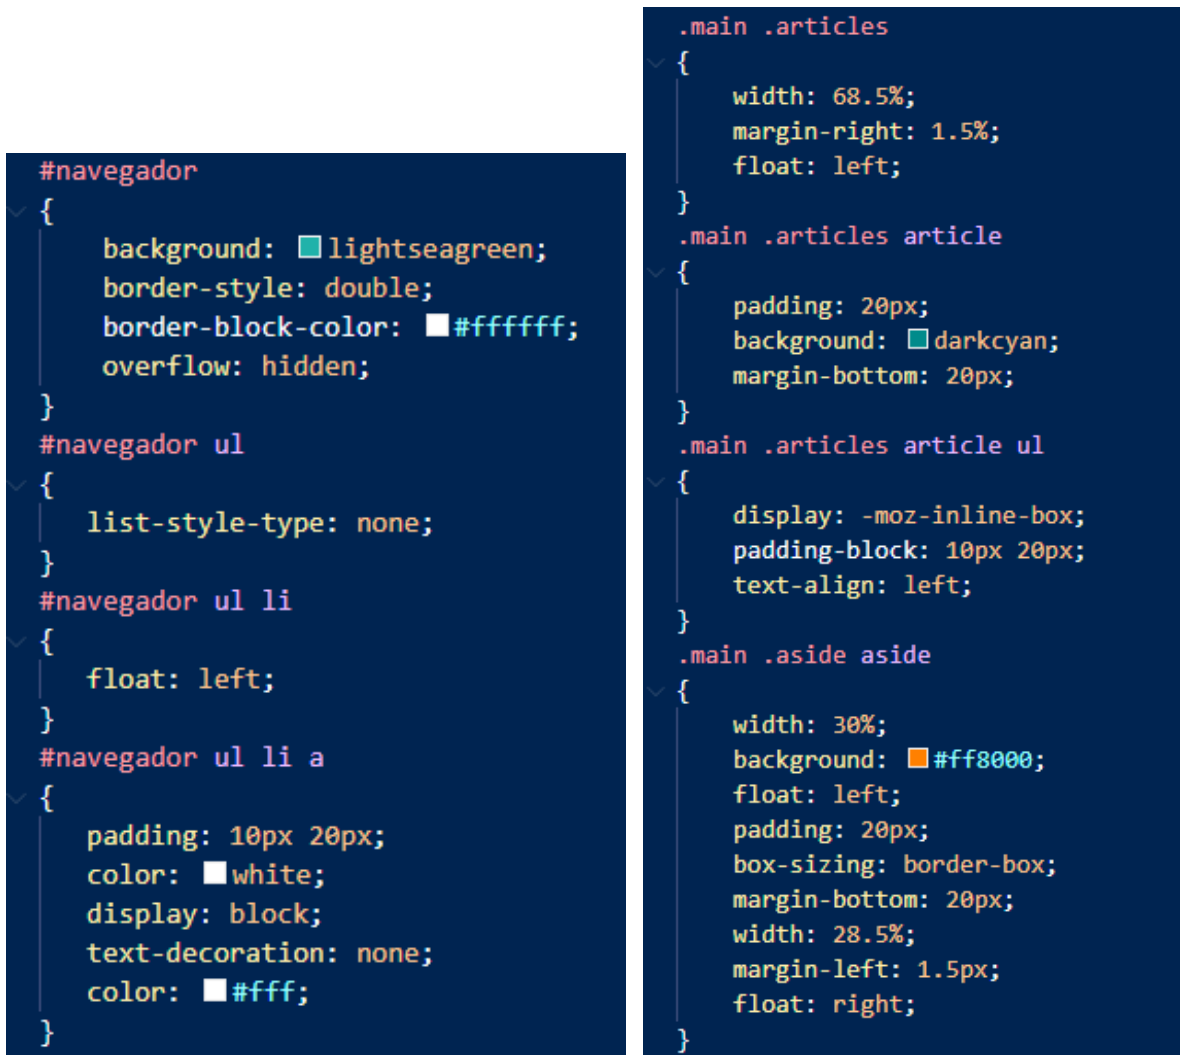 #navegador
{
background: lightseagreen;
border-style: double;
border-block-color: #ffffff;
overflow: hidden;
}
#navegador ul
{
list-style-type: none;
}
#navegador ul li
{
float: left;
}
#navegador ul li a
{
padding: 10px 20px;
color: white;
display: block;
text-decoration: none;
color: #fff;
}
.main .articles
{
width: 68.5%;
margin-right: 1.5%;
float: left;
}
.main .articles article
{
padding: 20px;
background: darkcyan;
margin-bottom: 20px;
}
.main .articles article ul
{
display: -moz-inline-box;
padding-block: 10px 20px;
text-align: left;
}
.main .aside aside
{
width: 30%;
background: #ff8000;
float: left;
padding: 20px;
box-sizing: border-box;
margin-bottom: 20px;
width: 28.5%;
margin-left: 1.5px;
float: right;
}